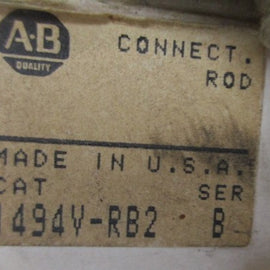 A-B
QUALITY
CONNECT.
ROD
MADE IN U.S.A.
CAT SER
1494V-RB2 B